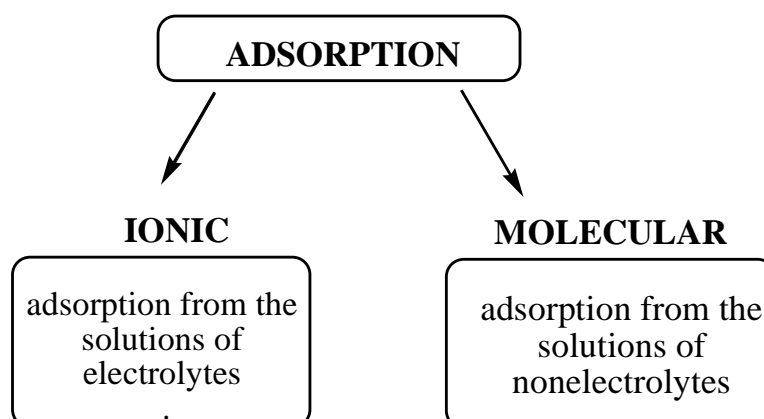 ADSORPTION
IONIC
adsorption from the
solutions of
electrolytes
.
MOLECULAR
adsorption from the
solutions of
nonelectrolytes